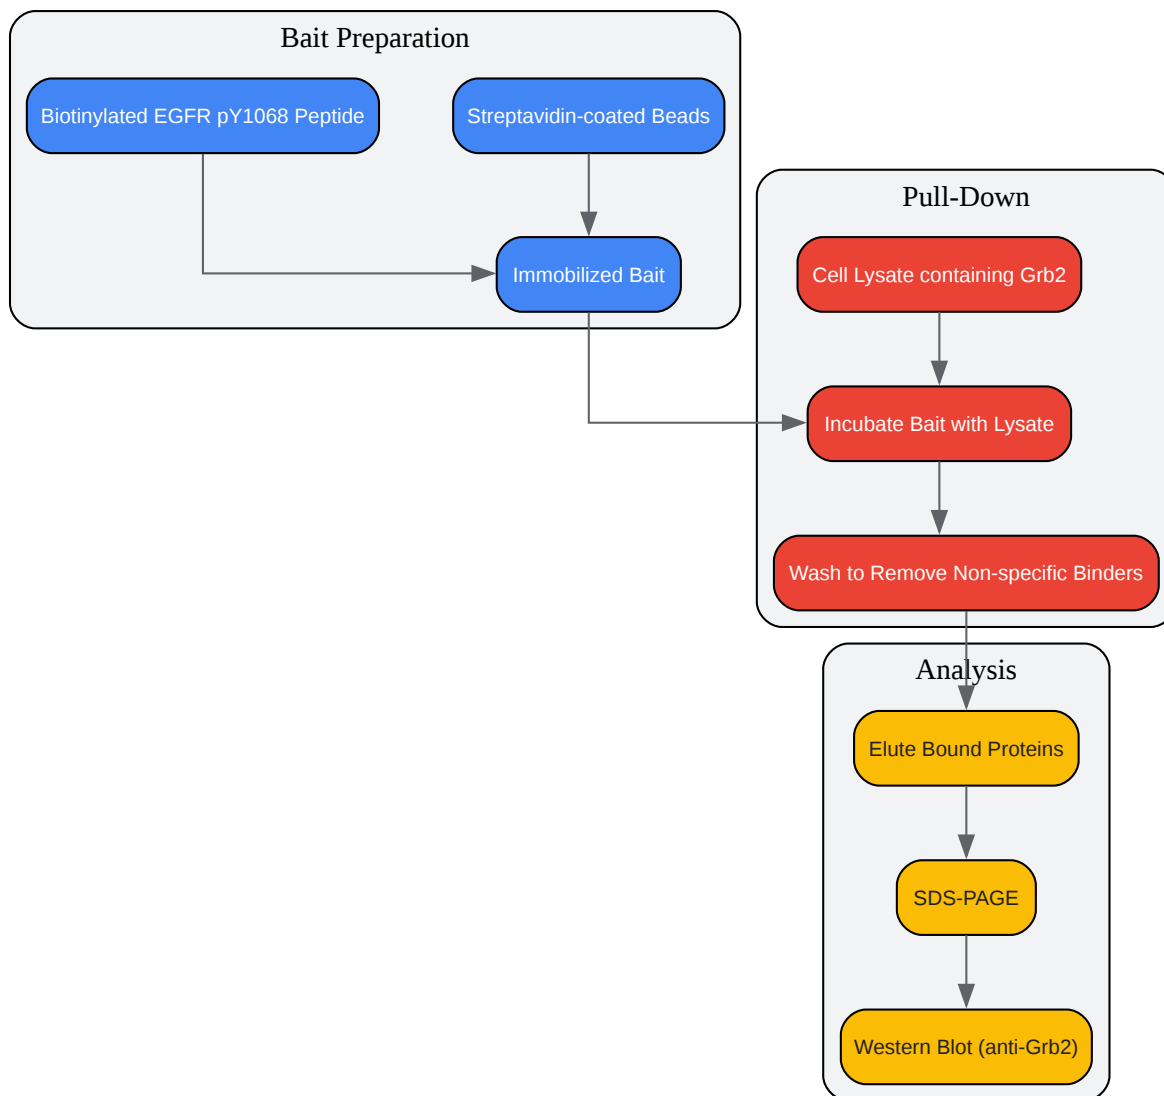 Bait Preparation
Biotinylated EGFR pY1068 Peptide
Streptavidin-coated Beads
Immobilized Bait
Pull-Down
Cell Lysate containing Grb2
Incubate Bait with Lysate
Wash to Remove Non-specific Binders
Analysis
Elute Bound Proteins
SDS-PAGE
Western Blot (anti-Grb2)